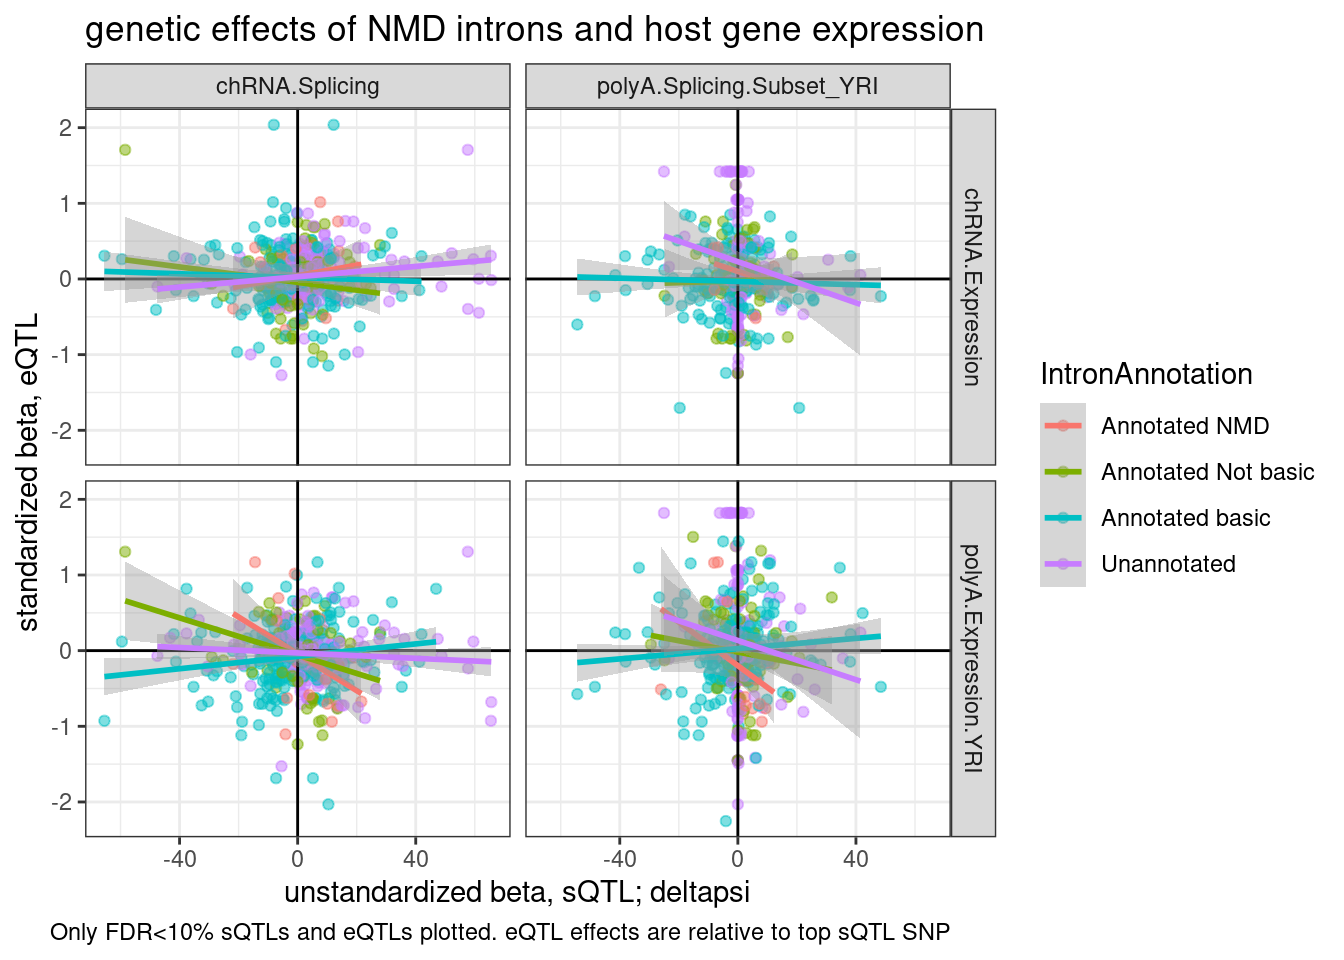 genetic effects of NMD introns and host gene expression
chRNA.Splicing
polyA.Splicing.Subset_YRI
2
1
0
-1
-2
chRNA.Expression
2
1
0
-1
-2
polyA.Expression.YRI
standardized beta, eQTL
-40
0
40
-40
0
40
unstandardized beta, sQTL; deltapsi
Only FDR<10% sQTLs and eQTLs plotted. eQTL effects are relative to top sQTL SNP
IntronAnnotation
Annotated NMD
Annotated Not basic
Annotated basic
Unannotated